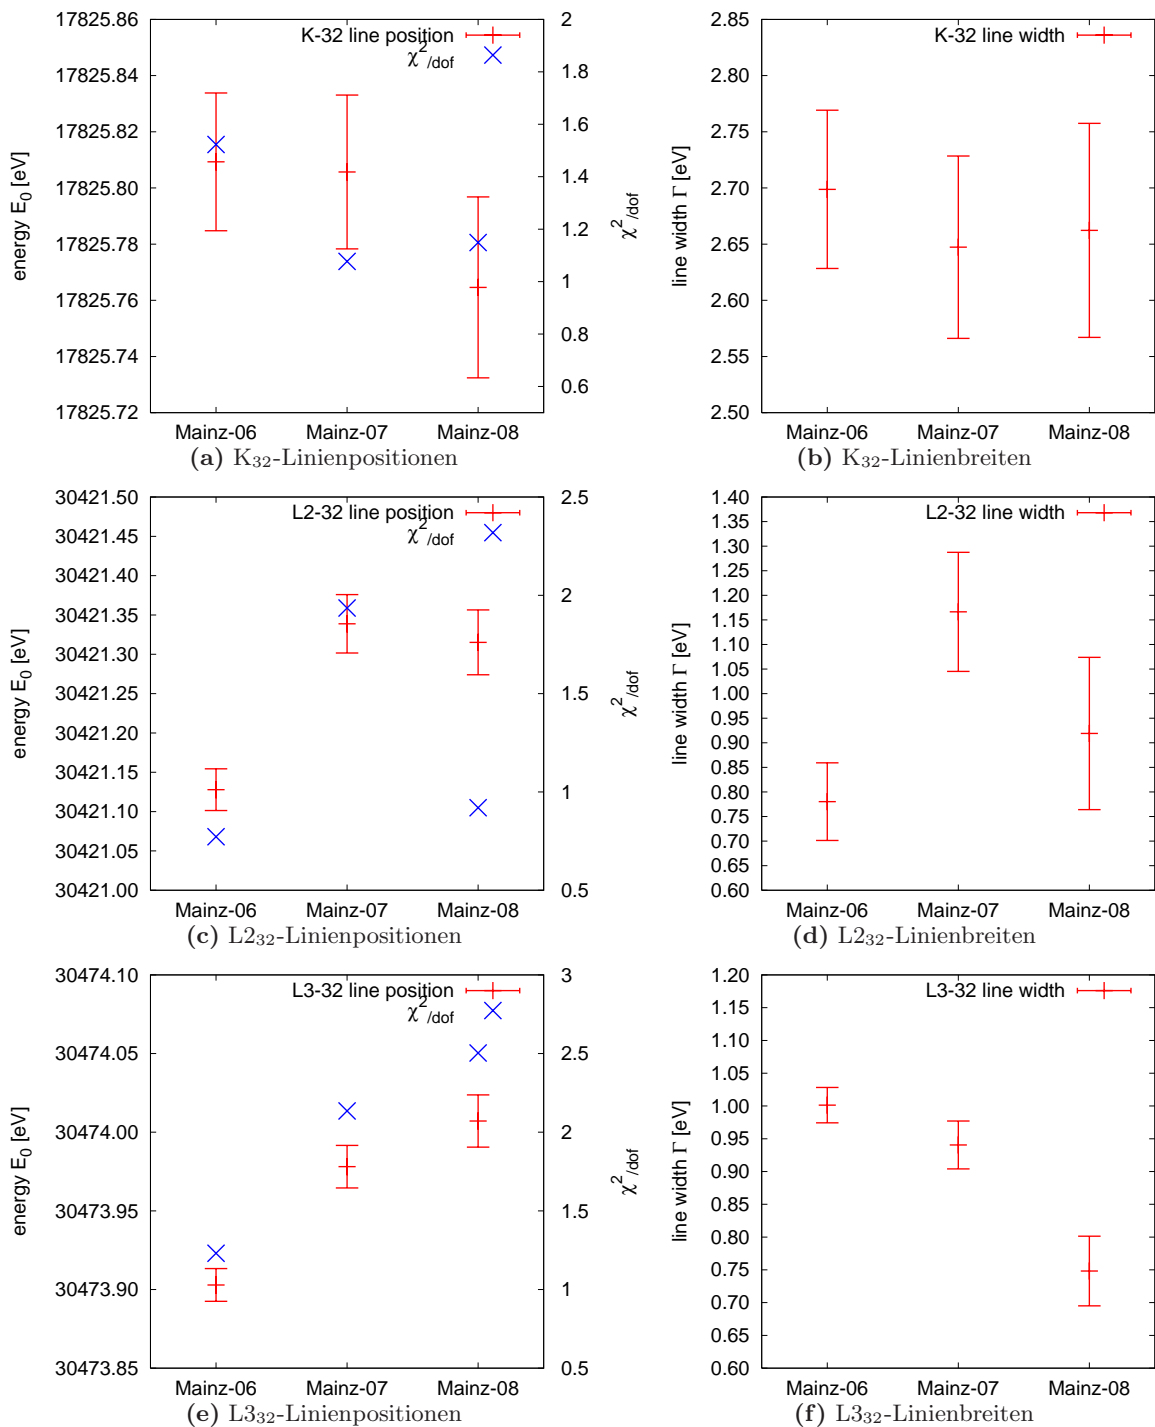 K-32 line position
χ²/dof
energy E₀ [eV]
17825.86
17825.84
17825.82
17825.80
17825.78
17825.76
17825.74
17825.72
2
1.8
1.6
1.4
1.2
1
0.8
0.6
χ²/dof
Mainz-06 Mainz-07 Mainz-08
(a) K₃₂-Linienpositionen
K-32 line width
line width Γ [eV]
2.85
2.80
2.75
2.70
2.65
2.60
2.55
2.50
Mainz-06 Mainz-07 Mainz-08
(b) K₃₂-Linienbreiten
L2-32 line position
χ²/dof
energy E₀ [eV]
30421.50
30421.45
30421.40
30421.35
30421.30
30421.25
30421.20
30421.15
30421.10
30421.05
30421.00
2.5
2
1.5
1
0.5
χ²/dof
Mainz-06 Mainz-07 Mainz-08
(c) L2₃₂-Linienpositionen
L2-32 line width
line width Γ [eV]
1.40
1.35
1.30
1.25
1.20
1.15
1.10
1.05
1.00
0.95
0.90
0.85
0.80
0.75
0.70
0.65
0.60
Mainz-06 Mainz-07 Mainz-08
(d) L2₃₂-Linienbreiten
L3-32 line position
χ²/dof
energy E₀ [eV]
30474.10
30474.05
30474.00
30473.95
30473.90
30473.85
3
2.5
2
1.5
1
0.5
χ²/dof
Mainz-06 Mainz-07 Mainz-08
(e) L3₃₂-Linienpositionen
L3-32 line width
line width Γ [eV]
1.20
1.15
1.10
1.05
1.00
0.95
0.90
0.85
0.80
0.75
0.70
0.65
0.60
Mainz-06 Mainz-07 Mainz-08
(f) L3₃₂-Linienbreiten